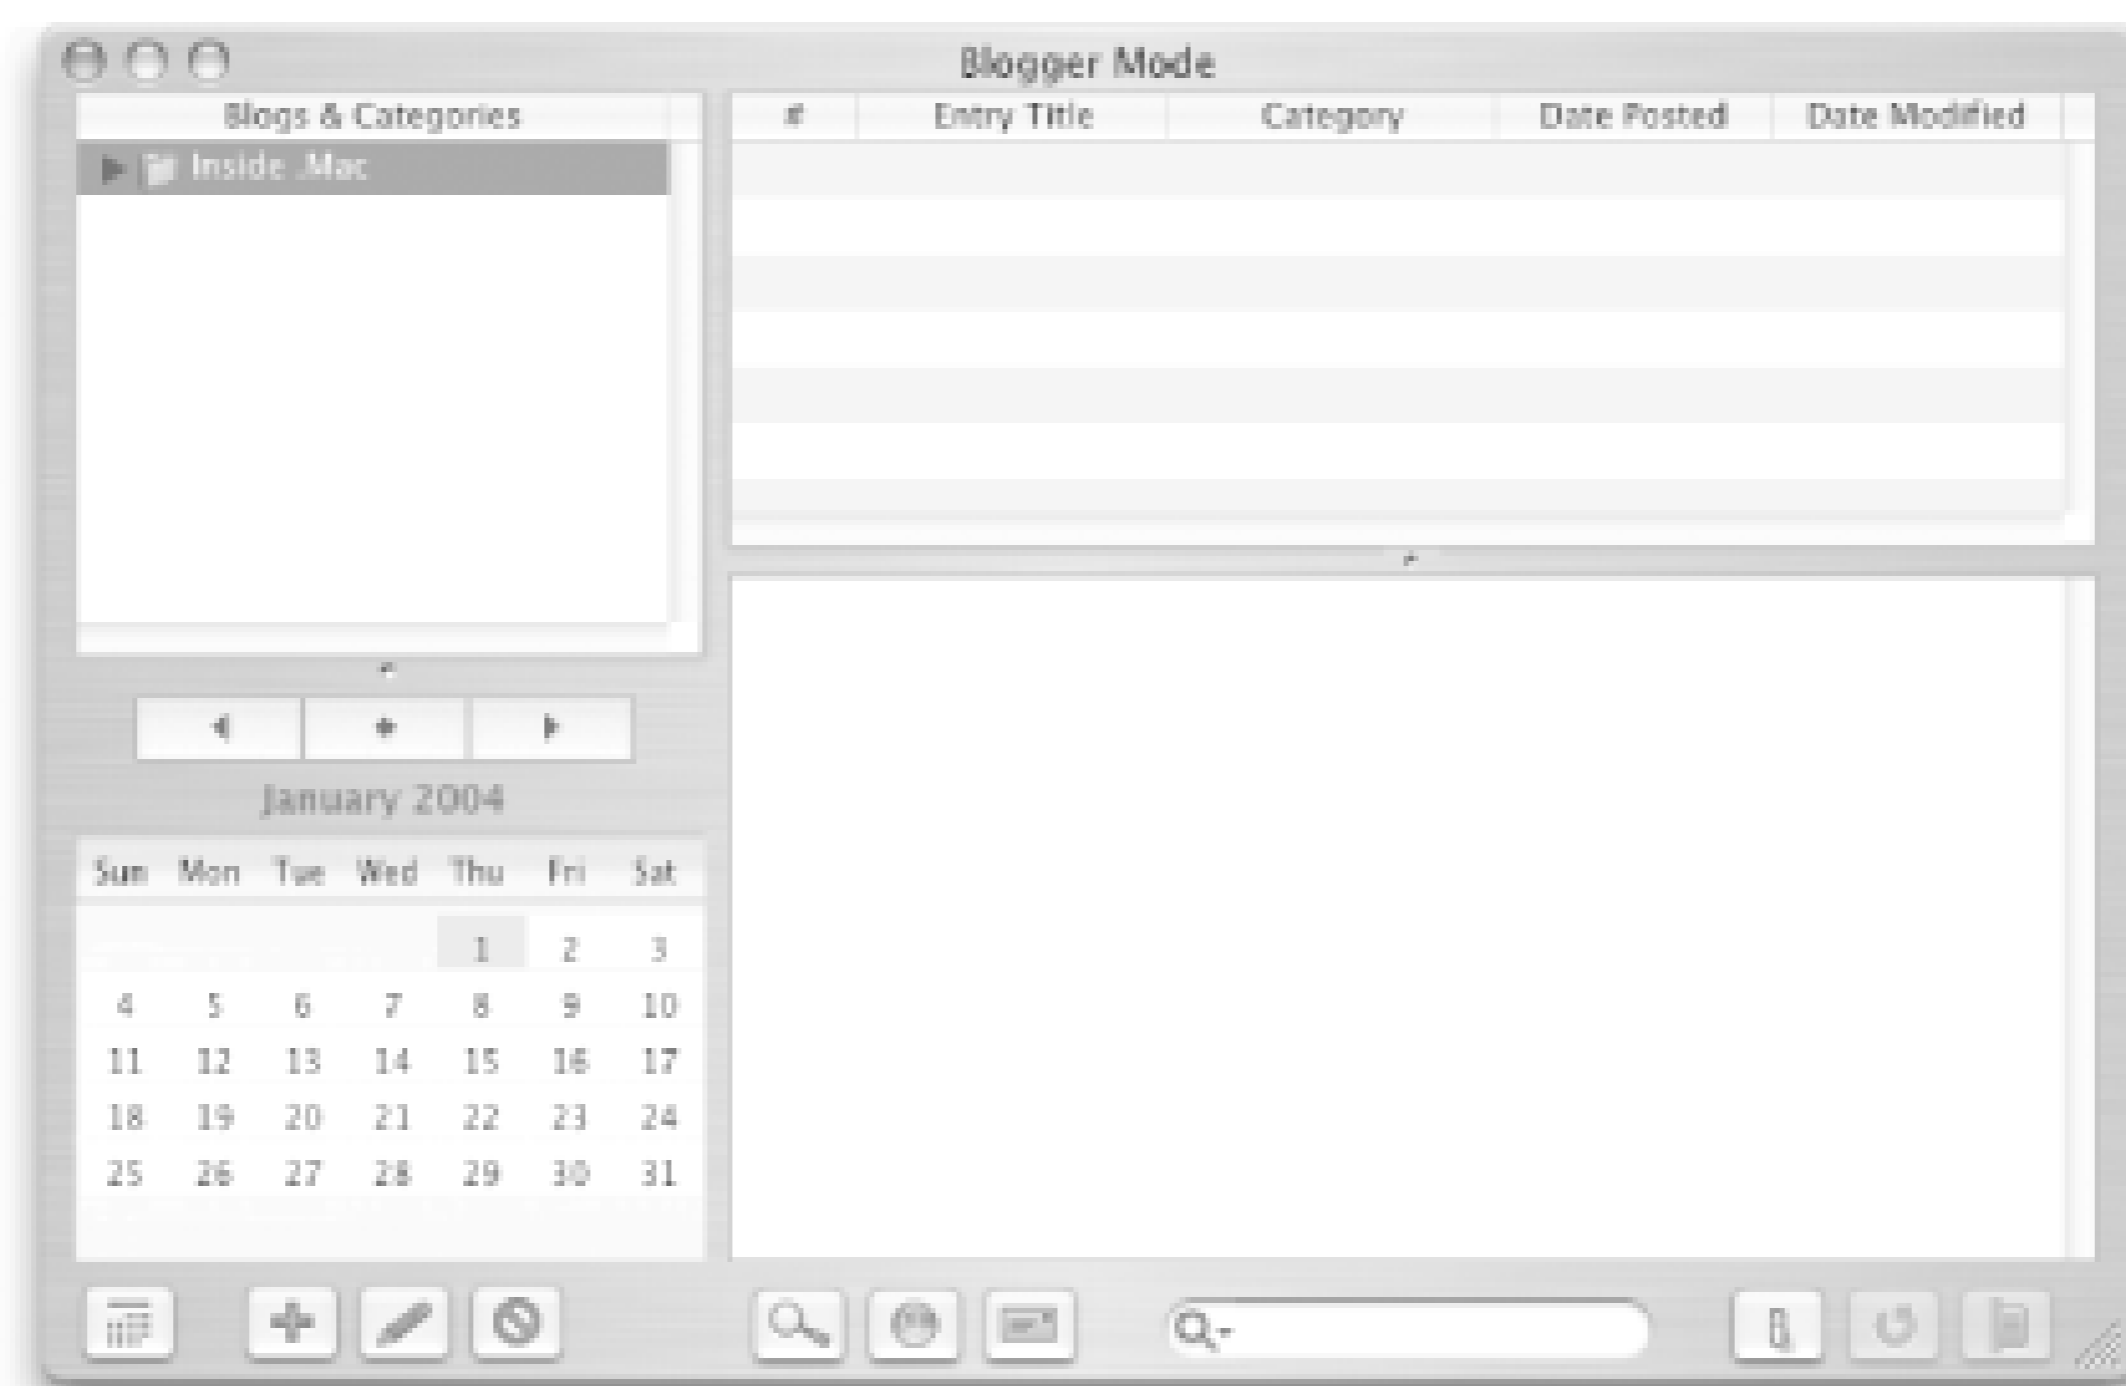 Blogger Mode
Blogs & Categories
Inside .Mac
# Entry Title Category Date Posted Date Modified
January 2004
Sun Mon Tue Wed Thu Fri Sat
1 2 3
4 5 6 7 8 9 10
11 12 13 14 15 16 17
18 19 20 21 22 23 24
25 26 27 28 29 30 31